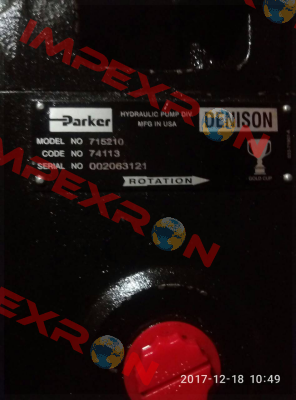 IMPEXRON
Parker
HYDRAULIC PUMP DIV.
MFG IN USA
DENISON
MODEL NO 715210
CODE NO 74113
SERIAL NO 002063121
ROTATION
GOLD CUP
IMPEXRON
IMPEXRON
2017-12-18 10:49